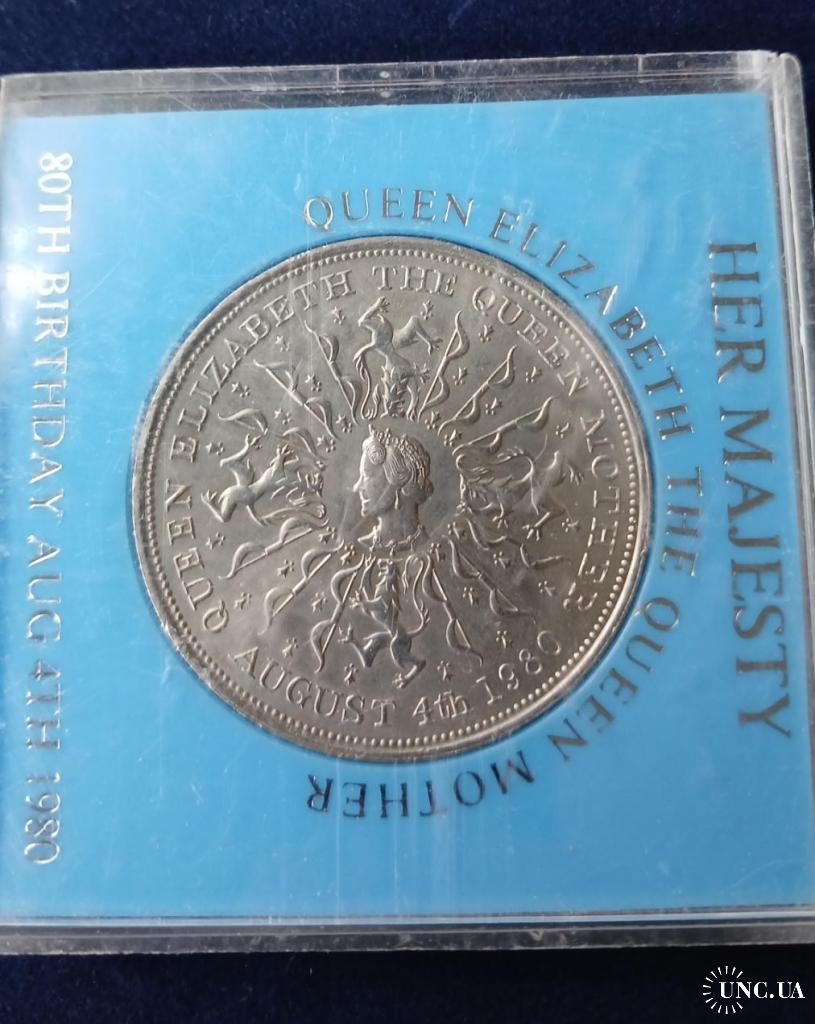 HER MAJESTY
QUEEN ELIZABETH THE QUEEN MOTHER
80TH BIRTHDAY AUG 4TH 1980
QUEEN ELIZABETH THE QUEEN MOTHER
AUGUST 4th 1980
UNC.UA